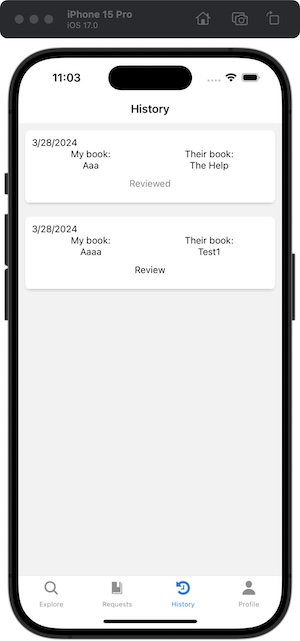 iPhone 15 Pro
iOS 17.0
11:03
History
3/28/2024
My book: Their book:
Aaa The Help
Reviewed
3/28/2024
My book: Their book:
Aaaa Test1
Review
Explore Requests History Profile